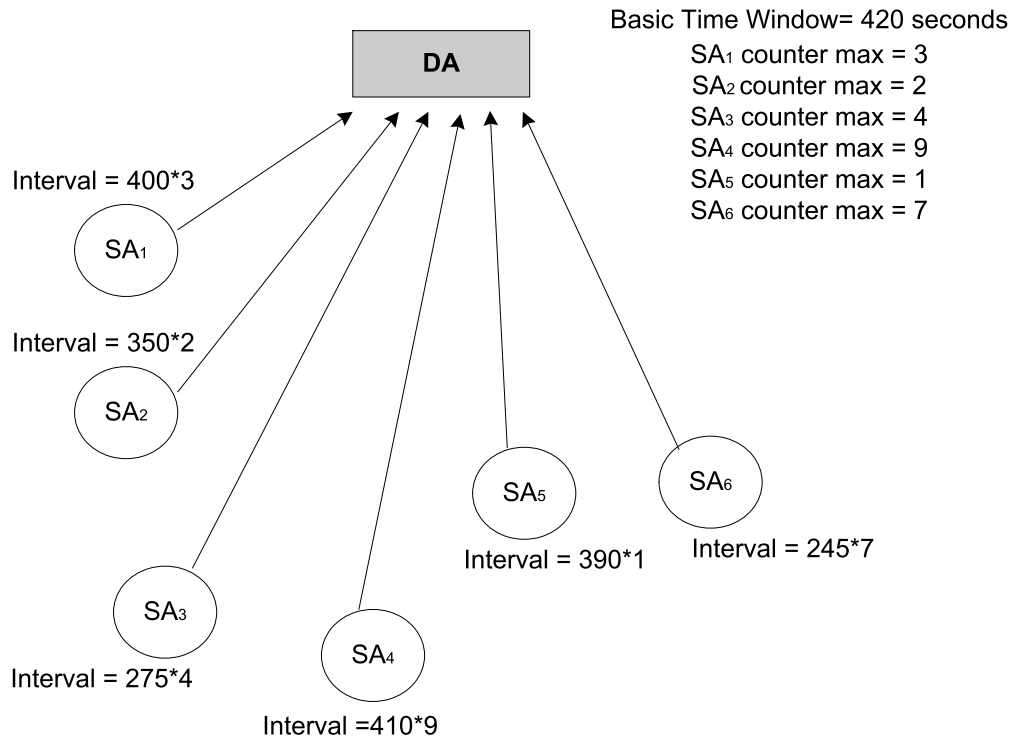 Basic Time Window= 420 seconds
SA1 counter max = 3
SA2 counter max = 2
SA3 counter max = 4
SA4 counter max = 9
SA5 counter max = 1
SA6 counter max = 7
DA
Interval = 400*3
SA1
Interval = 350*2
SA2
SA5
Interval = 390*1
SA6
Interval = 245*7
SA3
Interval = 275*4
SA4
Interval =410*9